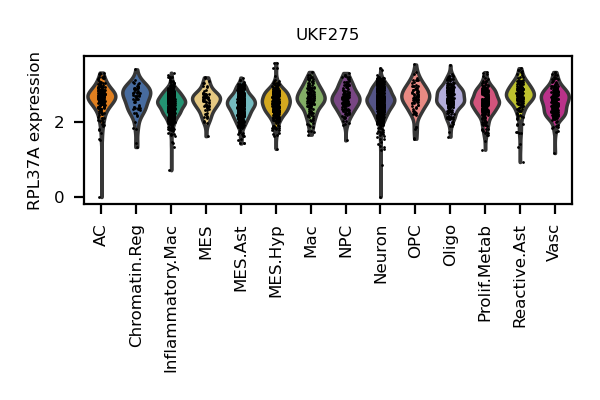 UKF275
RPL37A expression
2
0
AC
Chromatin.Reg
Inflammatory.Mac
MES
MES.Ast
MES.Hyp
Mac
NPC
Neuron
OPC
Oligo
Prolif.Metab
Reactive.Ast
Vasc